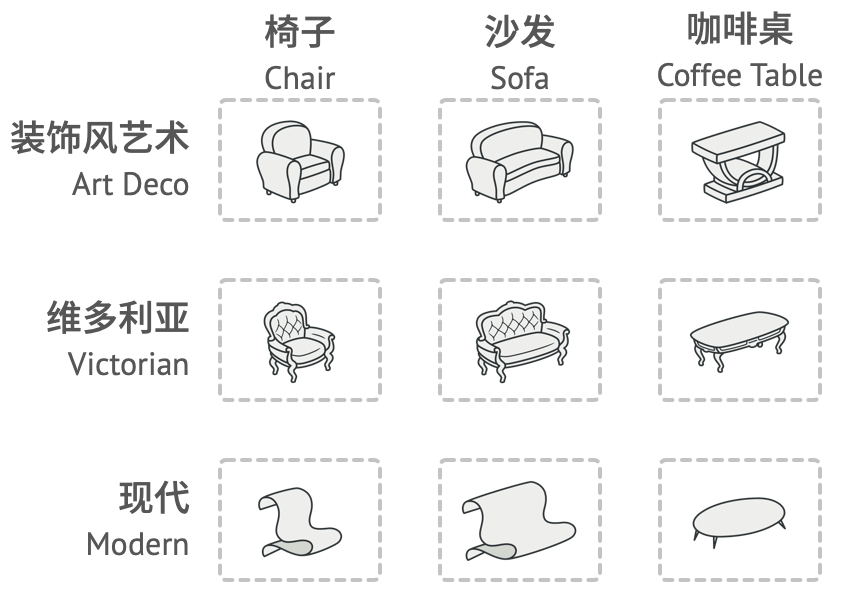 椅子
Chair
沙发
Sofa
咖啡桌
Coffee Table
装饰风艺术
Art Deco
维多利亚
Victorian
现代
Modern